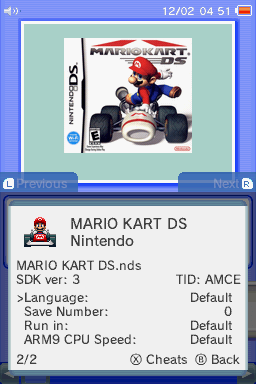 12/02 04 51
NINTENDO DS
MARIOKART DS
EVERYONE
E
Nintendo
L Previous
Next R
MARIO KART DS
Nintendo
MARIO KART DS.nds
SDK ver: 3 TID: AMCE
>Language: Default
Save Number: 0
Run in: Default
ARM9 CPU Speed: Default
2/2 X Cheats B Back